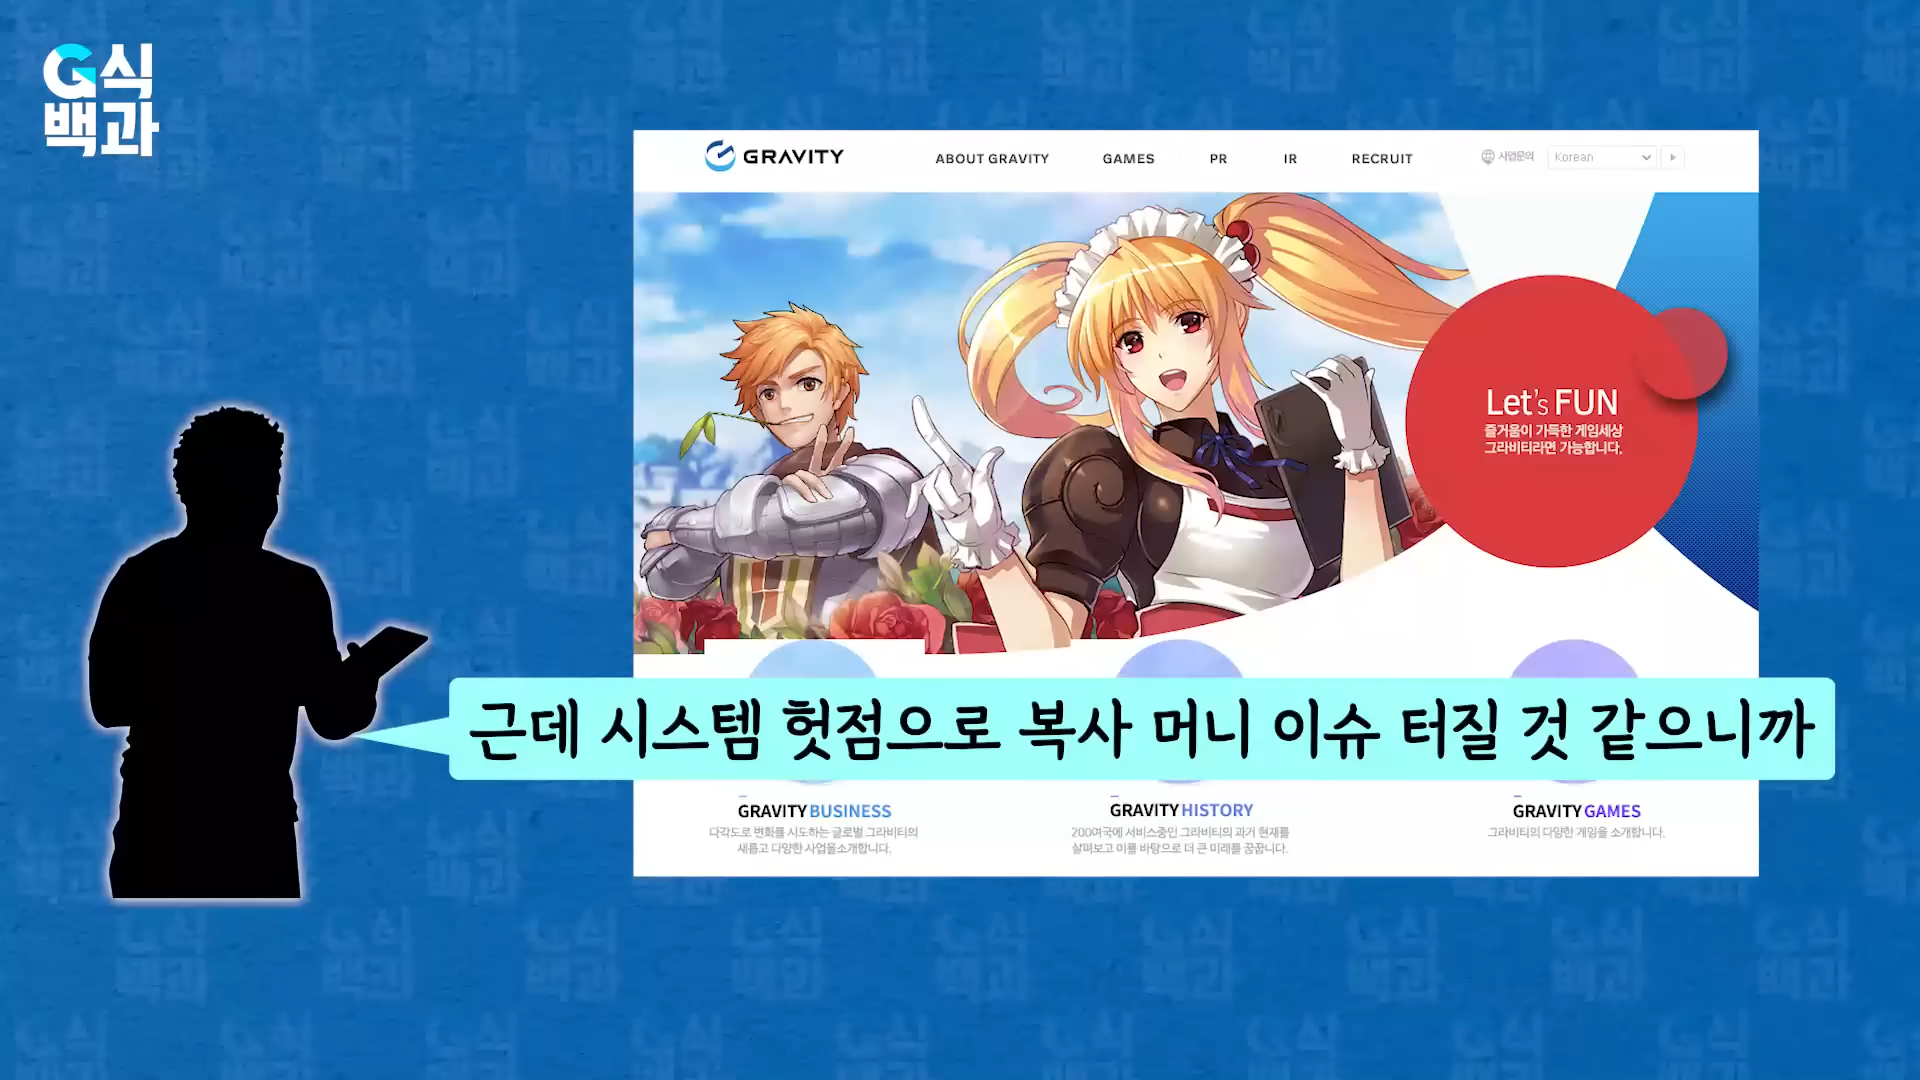 G식
백과
GRAVITY
ABOUT GRAVITY
GAMES
PR
IR
RECRUIT
사업문의
Korean
Let's FUN
즐거움이 가득한 게임세상
그라비티라면 가능합니다.
근데 시스템 헛점으로 복사 머니 이슈 터질 것 같으니까
GRAVITY BUSINESS
다각도로 변화를 시도하는 글로벌 그라비티의
새롭고 다양한 사업을소개합니다.
GRAVITY HISTORY
200여국에 서비스중인 그라비티의 과거 현재를
살펴보고 이를 바탕으로 더 큰 미래를 꿈꿉니다.
GRAVITY GAMES
그라비티의 다양한 게임을 소개합니다.